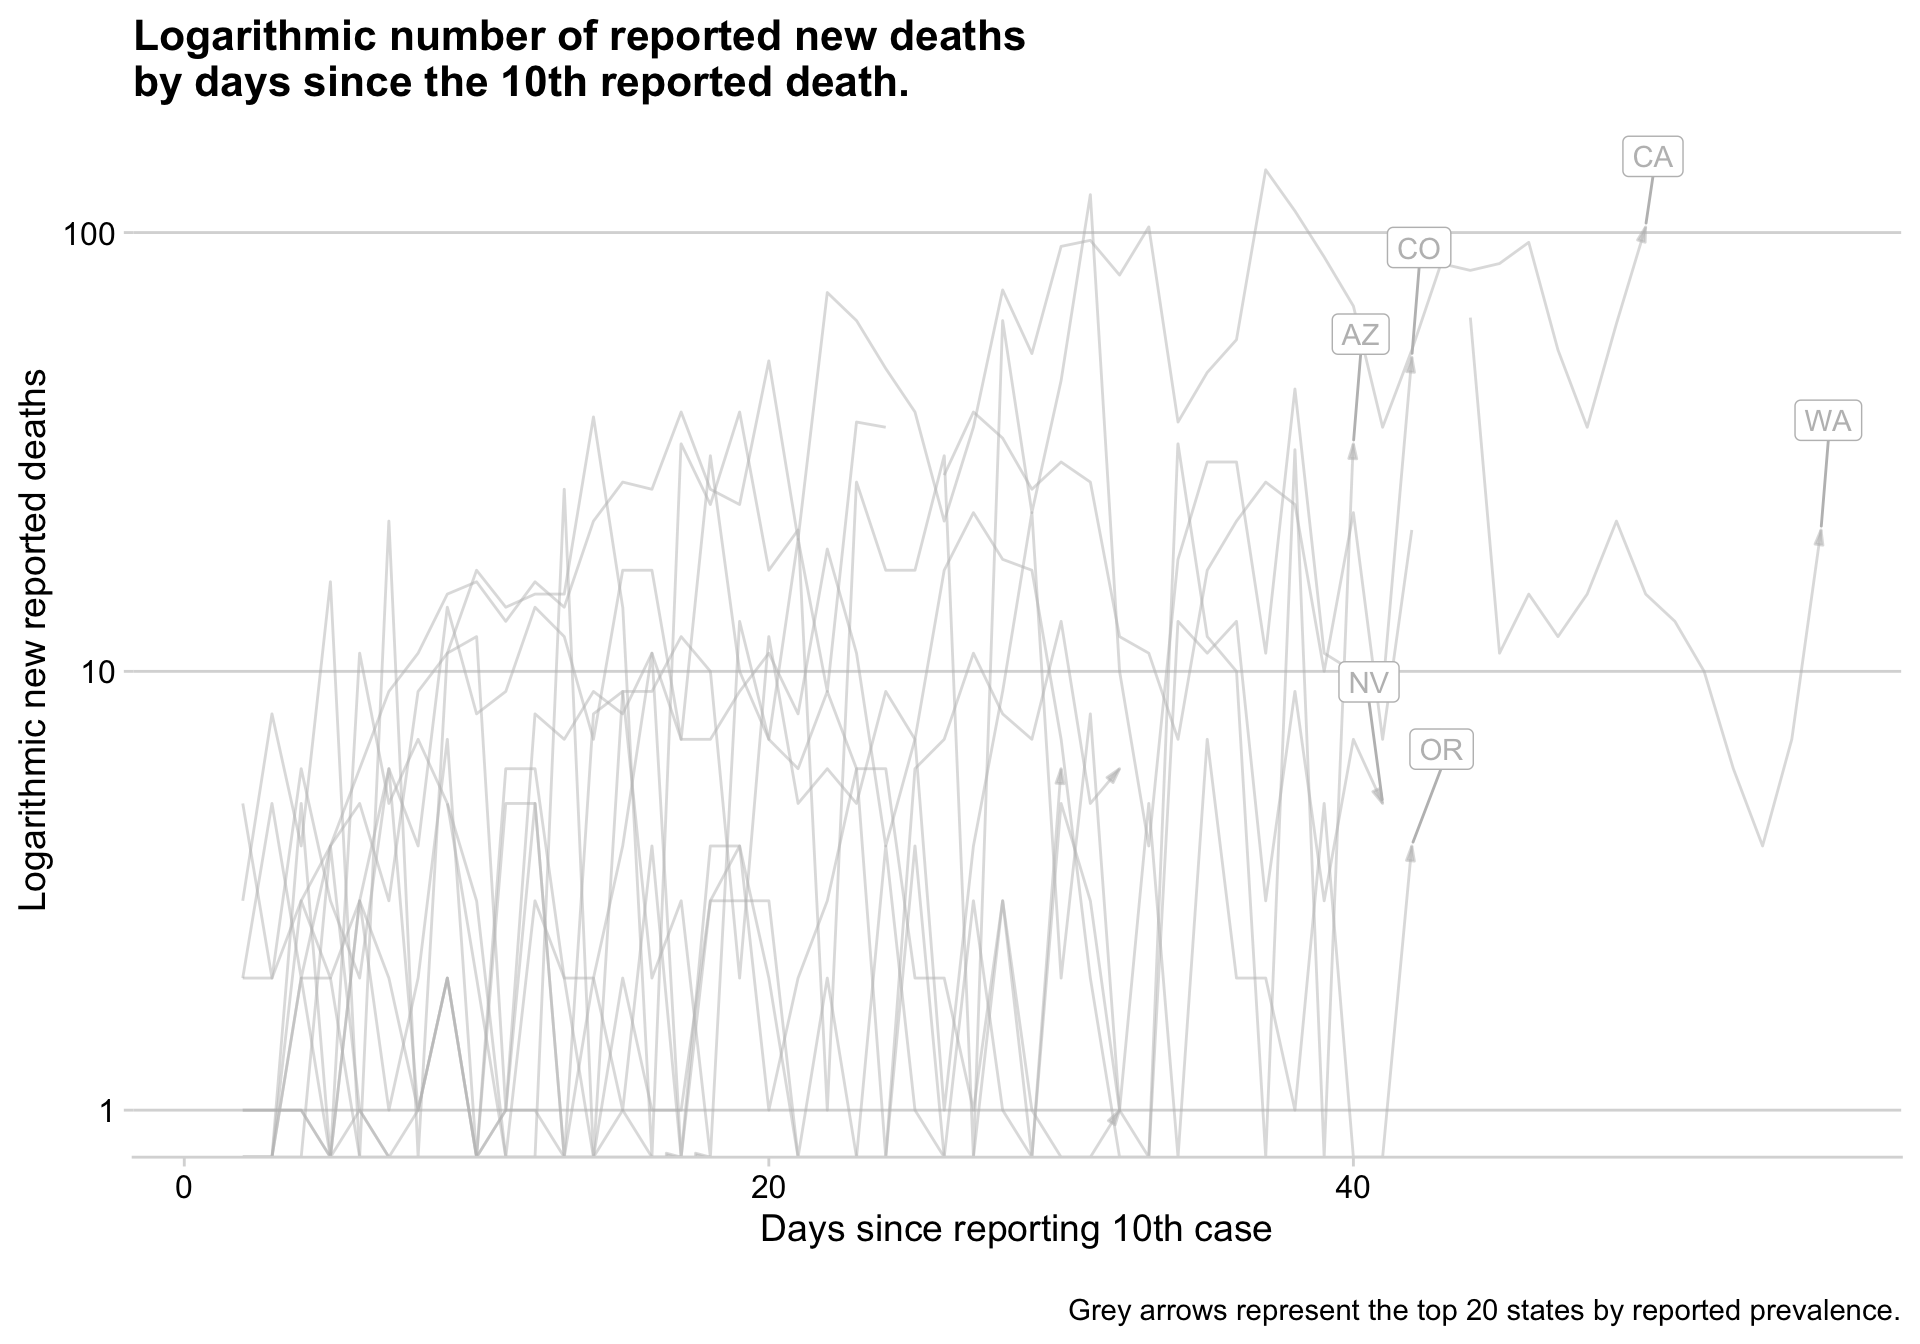 Logarithmic number of reported new deaths
by days since the 10th reported death.
CA
100
CO
AZ
WA
Logarithmic new reported deaths
10
NV
OR
1
0 20 40
Days since reporting 10th case
Grey arrows represent the top 20 states by reported prevalence.